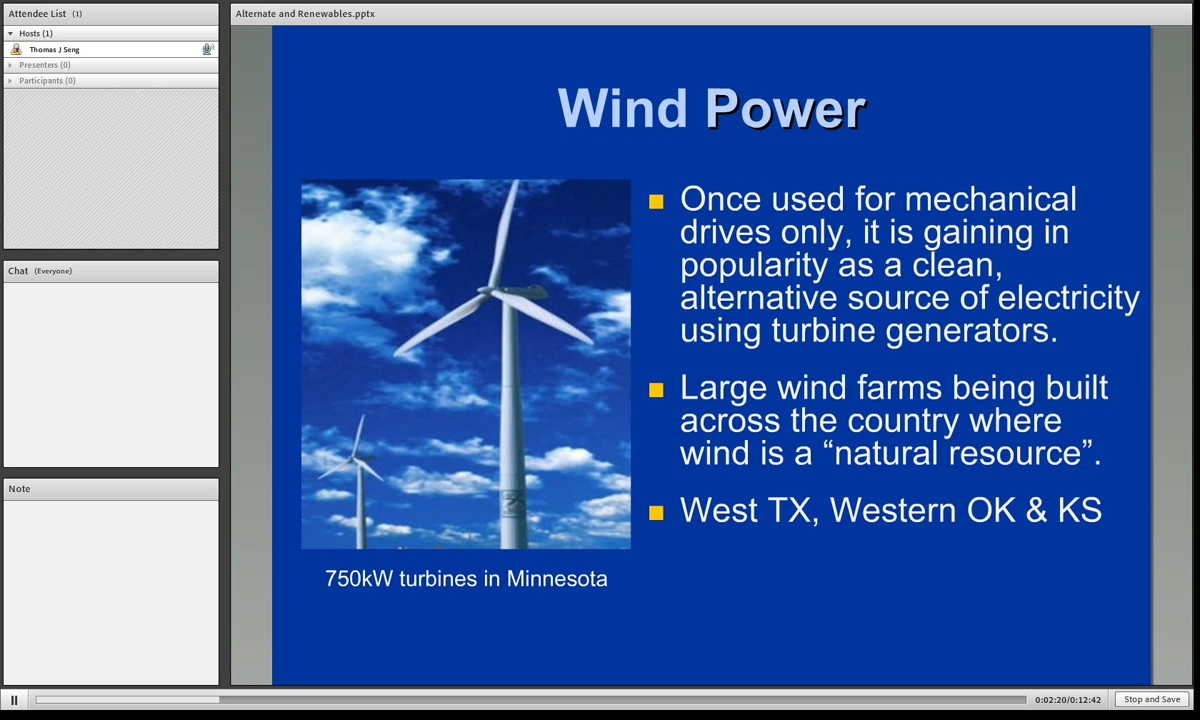 Attendee List (1)
Hosts (1)
Thomas J Seng
Presenters (0)
Participants (0)
Chat (Everyone)
Note
Alternate and Renewables.pptx
Wind Power
Once used for mechanical
drives only, it is gaining in
popularity as a clean,
alternative source of electricity
using turbine generators.
Large wind farms being built
across the country where
wind is a “natural resource”.
West TX, Western OK & KS
750kW turbines in Minnesota
0:02:20/0:12:42
Stop and Save